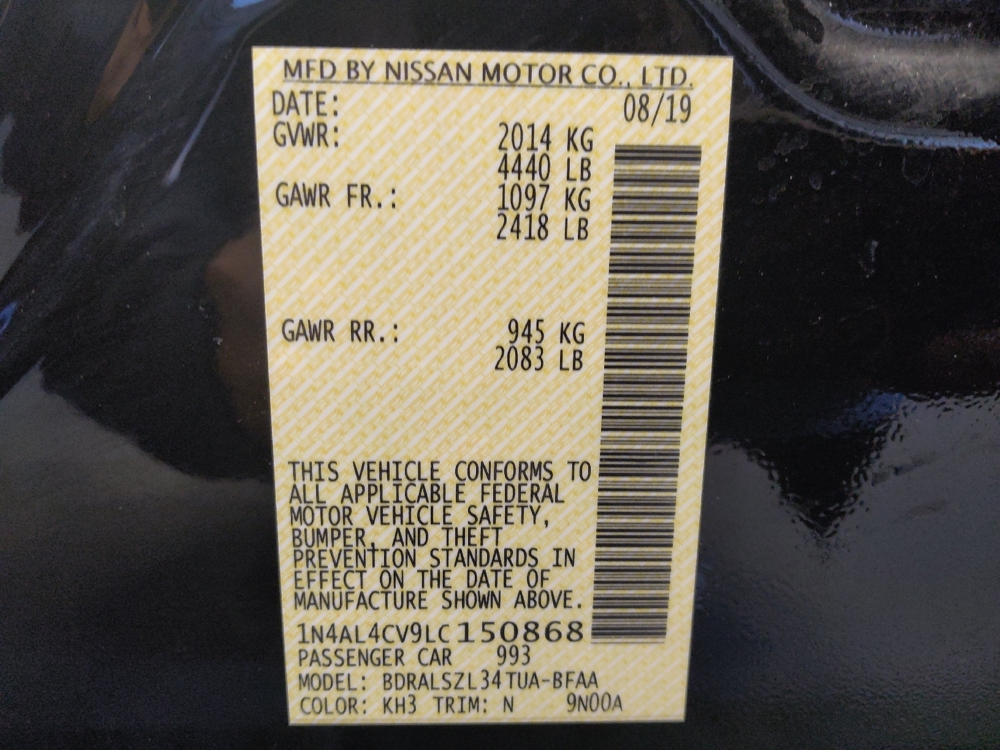 MFD BY NISSAN MOTOR CO., LTD.
DATE: 08/19
GVWR: 2014 KG
4440 LB
GAWR FR.: 1097 KG
2418 LB
GAWR RR.: 945 KG
2083 LB
THIS VEHICLE CONFORMS TO
ALL APPLICABLE FEDERAL
MOTOR VEHICLE SAFETY,
BUMPER, AND THEFT
PREVENTION STANDARDS IN
EFFECT ON THE DATE OF
MANUFACTURE SHOWN ABOVE.
1N4AL4CV9LC150868
PASSENGER CAR 993
MODEL: BDRALSZL34TUA-BFAA
COLOR: KH3 TRIM: N 9N00A